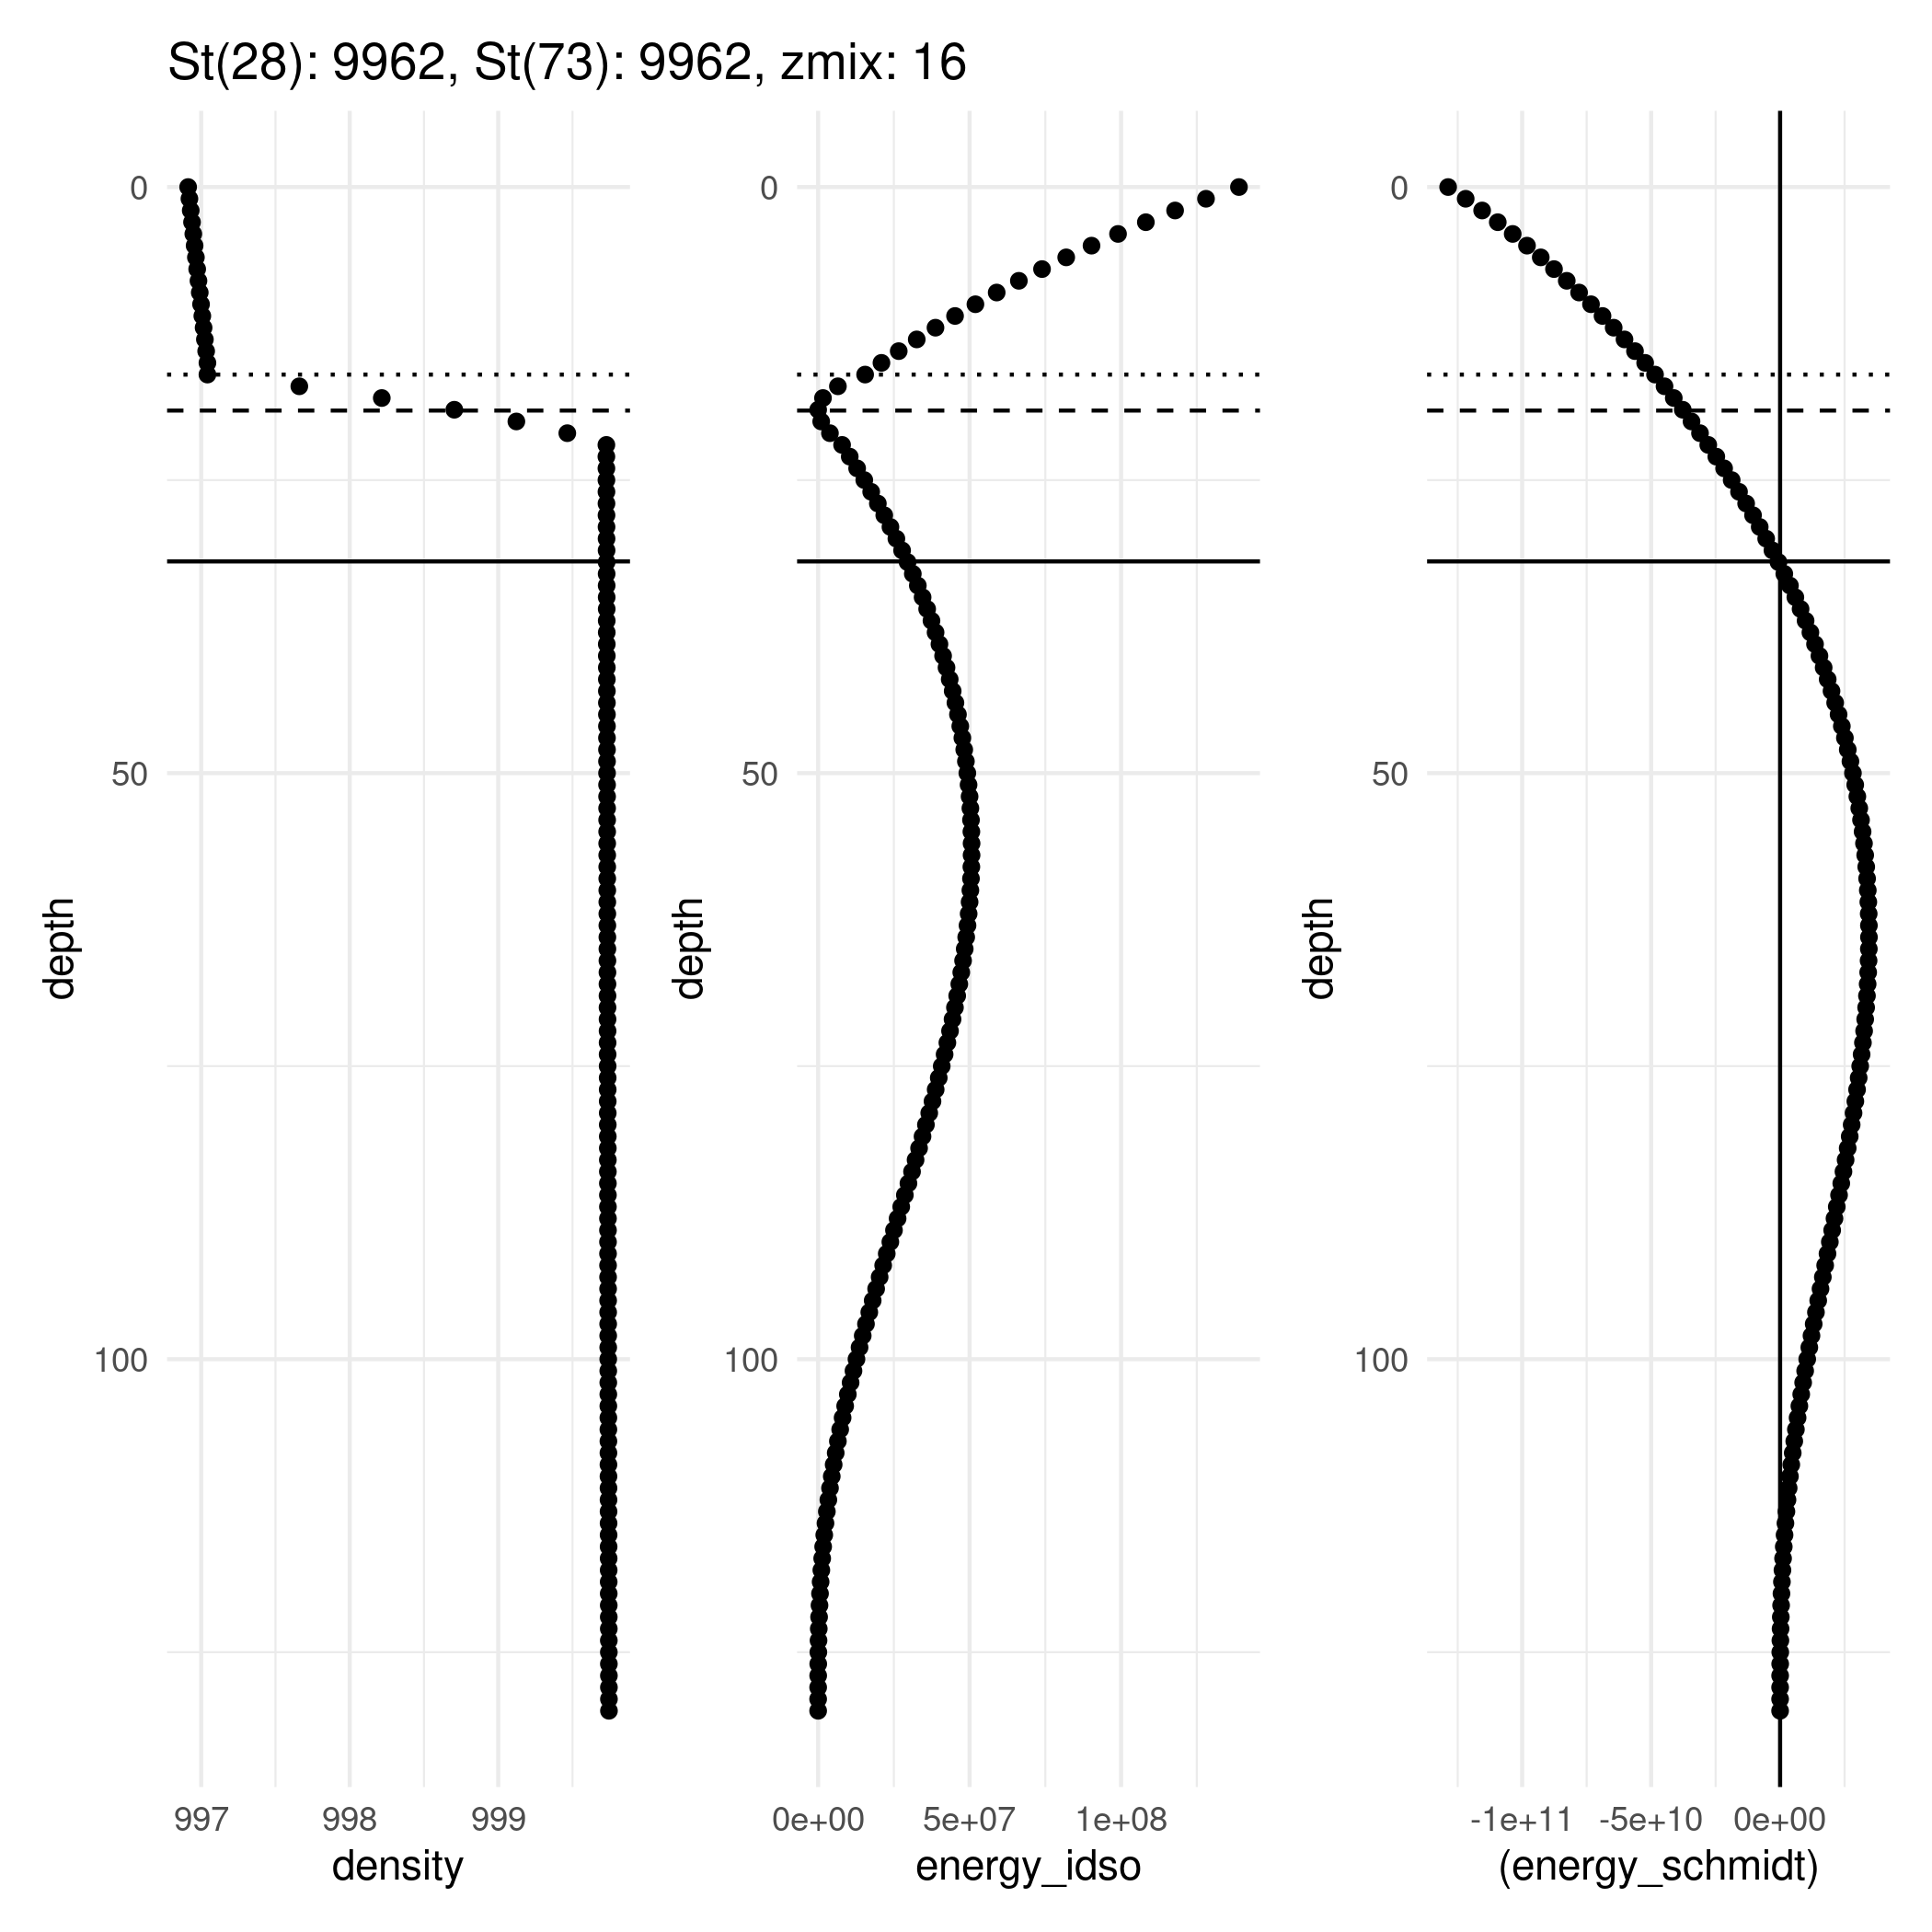 St(28): 9962, St(73): 9962, zmix: 16
0
50
100
depth
997 998 999
density
0
50
100
depth
0e+00 5e+07 1e+08
energy_idso
0
50
100
depth
-1e+11 -5e+10 0e+00
(energy_schmidt)